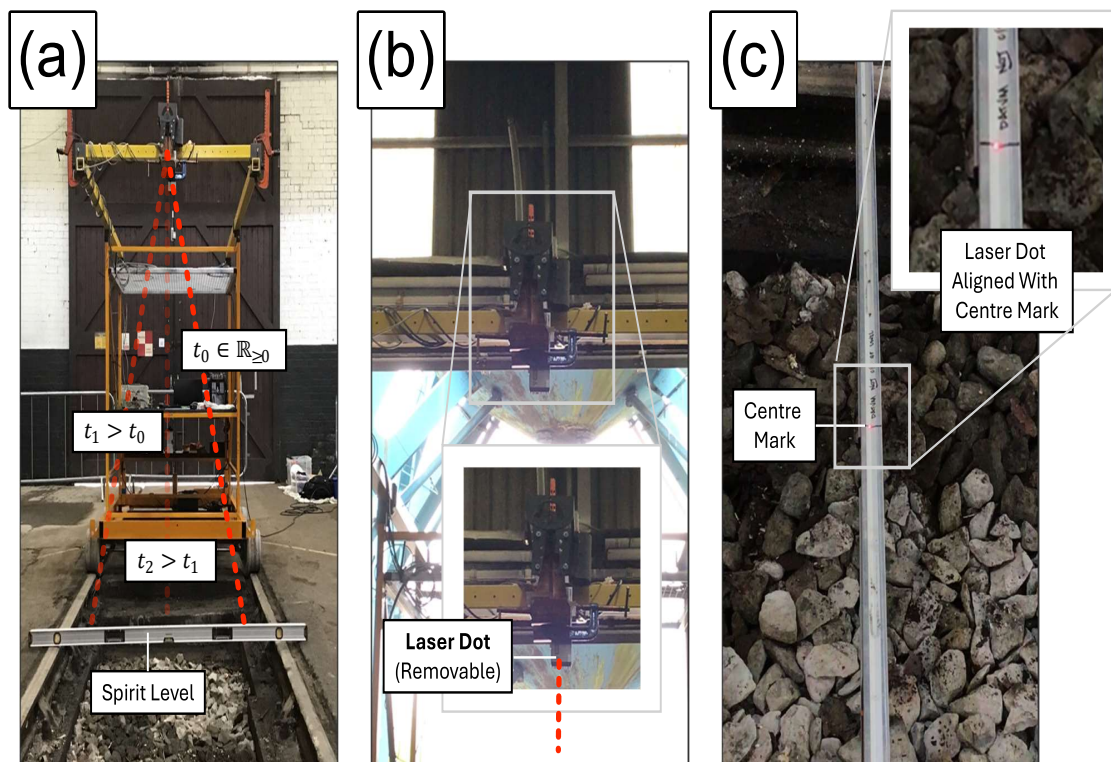 (a)
t₀ ∈ ℝ≥0
t₁ > t₀
t₂ > t₁
Spirit Level
(b)
Laser Dot
(Removable)
(c)
Laser Dot
Aligned With
Centre Mark
Centre
Mark